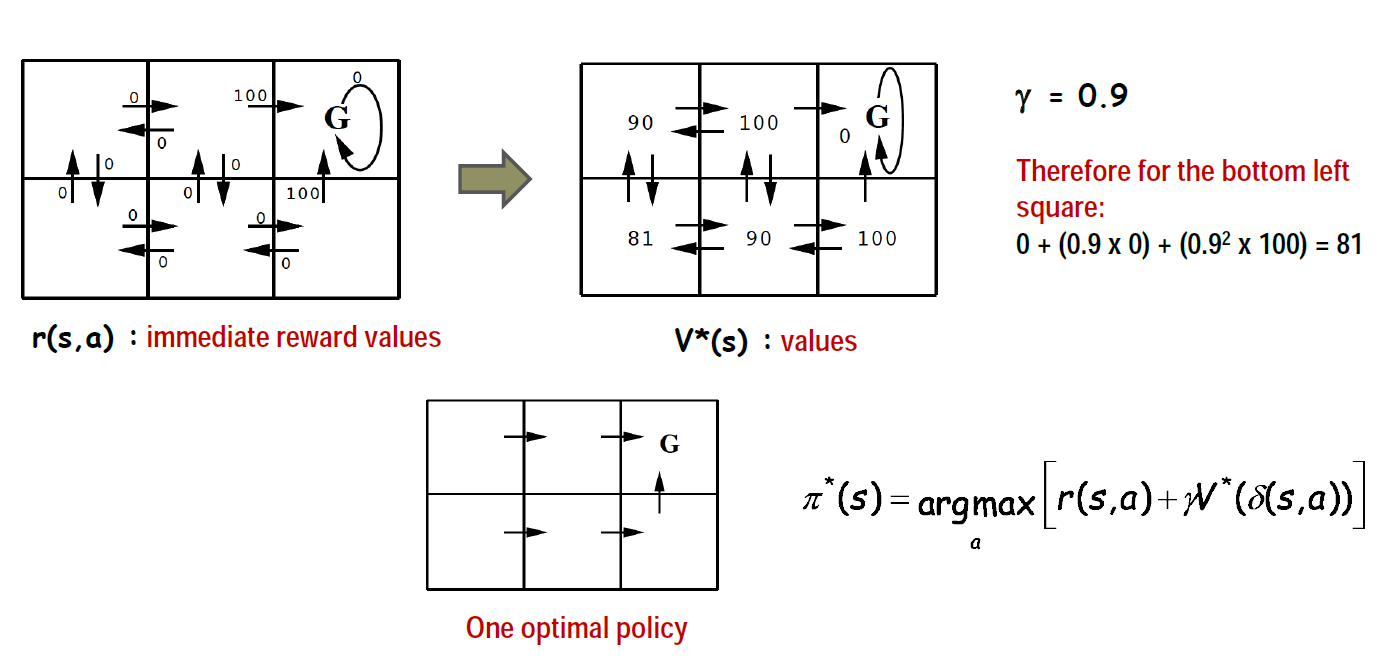 0
100
0
G
0
0
0
0
0
100
0
0
0
0
90
100
0
G
81
90
100
γ = 0.9
Therefore for the bottom left
square:
0 + (0.9 x 0) + (0.9² x 100) = 81
r(s,a) : immediate reward values
V*(s) : values
G
One optimal policy
π*(s) = argmax[r(s,a) + γV*(δ(s,a))]
a